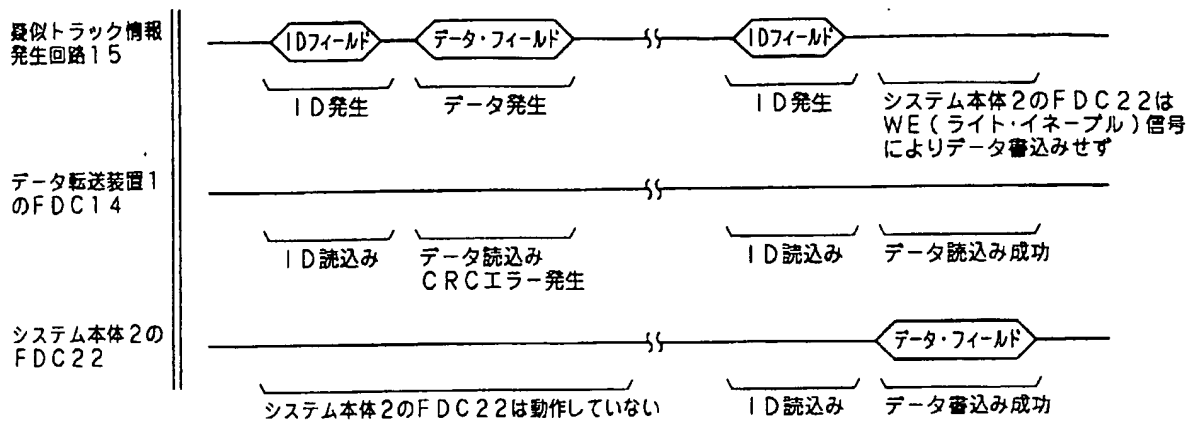 疑似トラック情報
発生回路15
IDフィールド
データ・フィールド
IDフィールド
ID発生
データ発生
ID発生
システム本体2のFDC22は
WE(ライト・イネーブル)信号
によりデータ書込みせず
データ転送装置1
のFDC14
ID読込み
データ読込み
CRCエラー発生
ID読込み
データ読込み成功
システム本体2の
FDC22
データ・フィールド
システム本体2のFDC22は動作していない
ID読込み
データ書込み成功